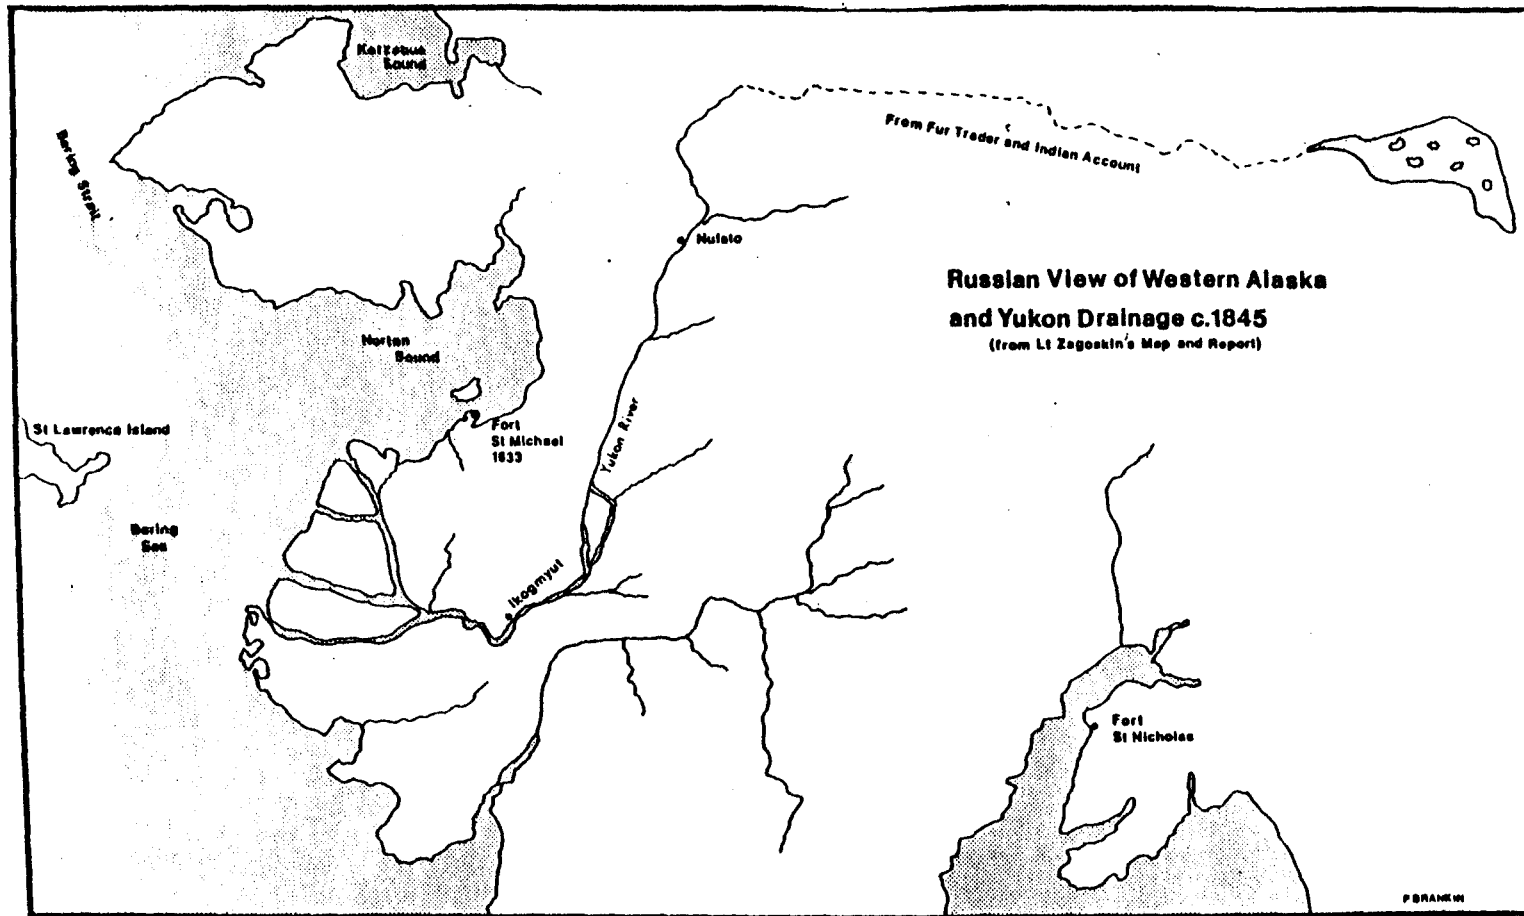 Kotzebue
Sound
Bering Strait
From Fur Trader and Indian Account
Nulato
Russian View of Western Alaska
and Yukon Drainage c.1845
(from Lt Zagoskin's Map and Report)
Norton
Sound
St Lawrence Island
Fort
St Michael
1833
Yukon River
Bering
Sea
Ikogmyut
Fort
St Nicholas
P BRANKIN